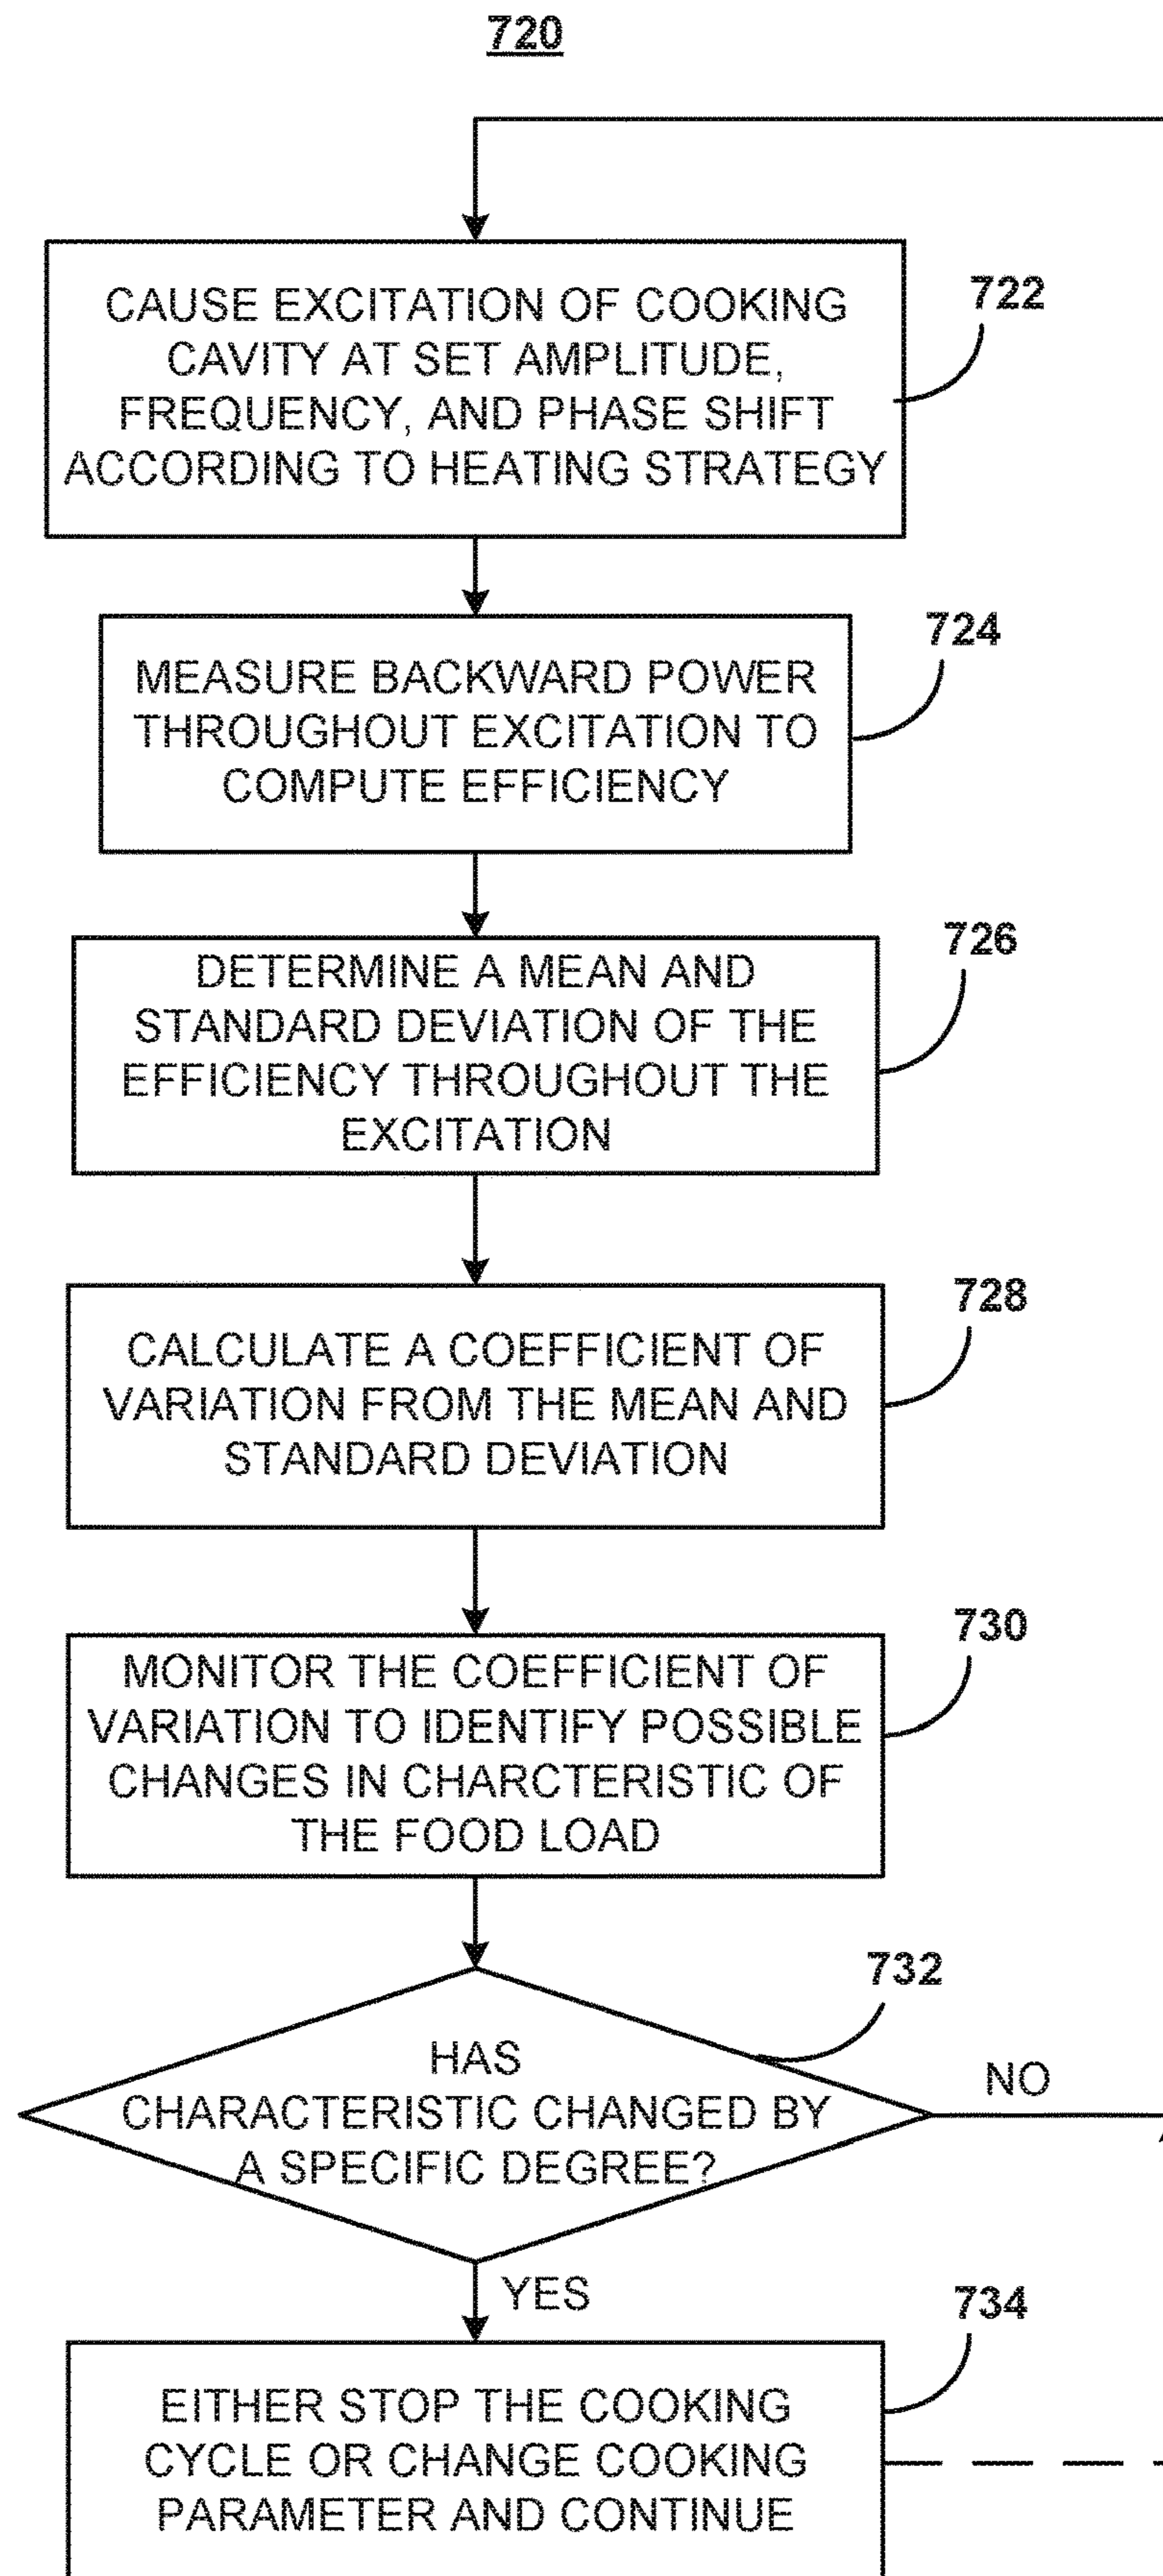 720
CAUSE EXCITATION OF COOKING
CAVITY AT SET AMPLITUDE,
FREQUENCY, AND PHASE SHIFT
ACCORDING TO HEATING STRATEGY
722
MEASURE BACKWARD POWER
THROUGHOUT EXCITATION TO
COMPUTE EFFICIENCY
724
DETERMINE A MEAN AND
STANDARD DEVIATION OF THE
EFFICIENCY THROUGHOUT THE
EXCITATION
726
CALCULATE A COEFFICIENT OF
VARIATION FROM THE MEAN AND
STANDARD DEVIATION
728
MONITOR THE COEFFICIENT OF
VARIATION TO IDENTIFY POSSIBLE
CHANGES IN CHARCTERISTIC OF
THE FOOD LOAD
730
HAS
CHARACTERISTIC CHANGED BY
A SPECIFIC DEGREE?
732
NO
YES
EITHER STOP THE COOKING
CYCLE OR CHANGE COOKING
PARAMETER AND CONTINUE
734